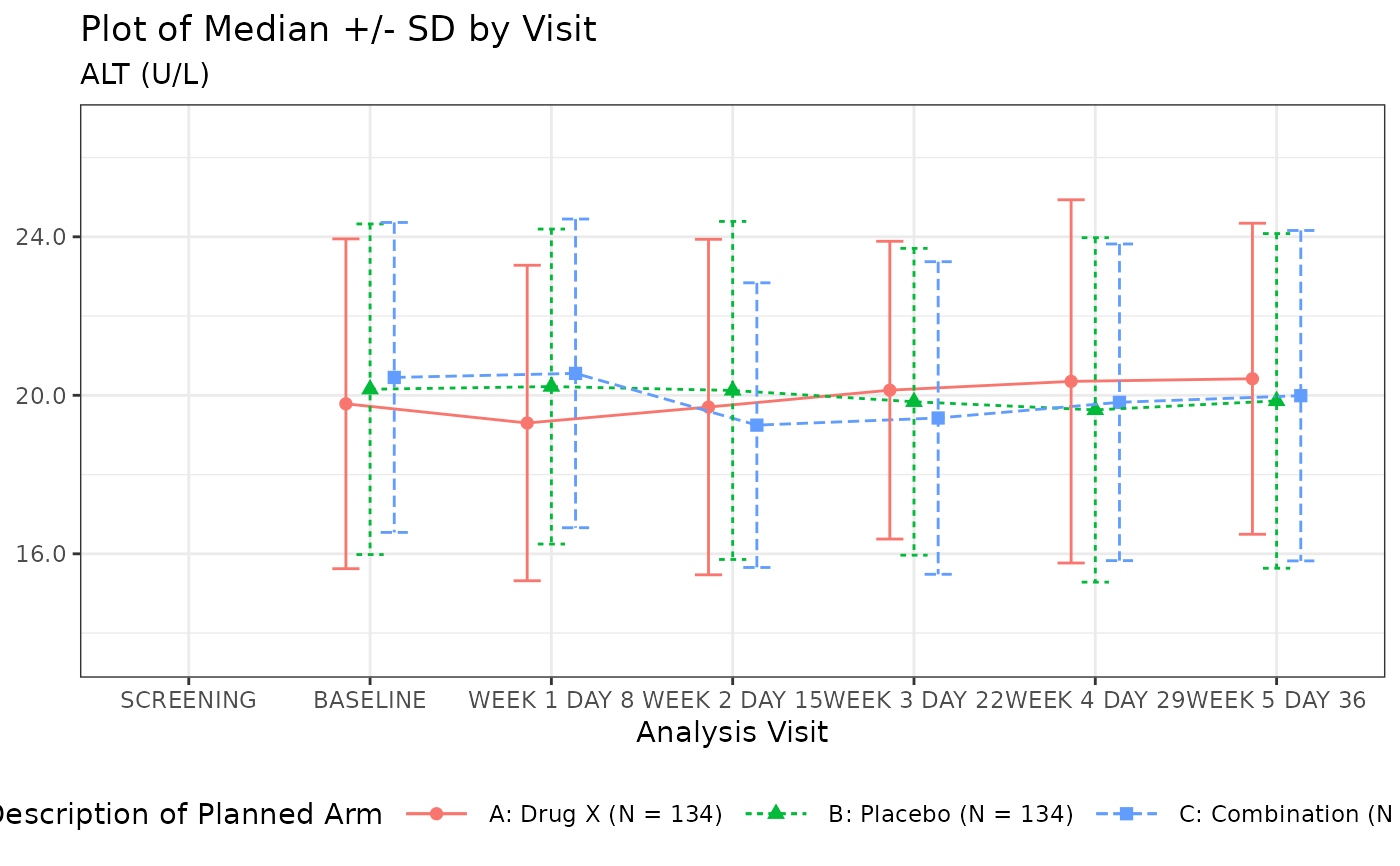 Plot of Median +/- SD by Visit
ALT (U/L)
24.0
20.0
16.0
SCREENING BASELINE WEEK 1 DAY 8 WEEK 2 DAY 15 WEEK 3 DAY 22 WEEK 4 DAY 29 WEEK 5 DAY 36
Analysis Visit
Description of Planned Arm A: Drug X (N = 134) B: Placebo (N = 134) C: Combination (N